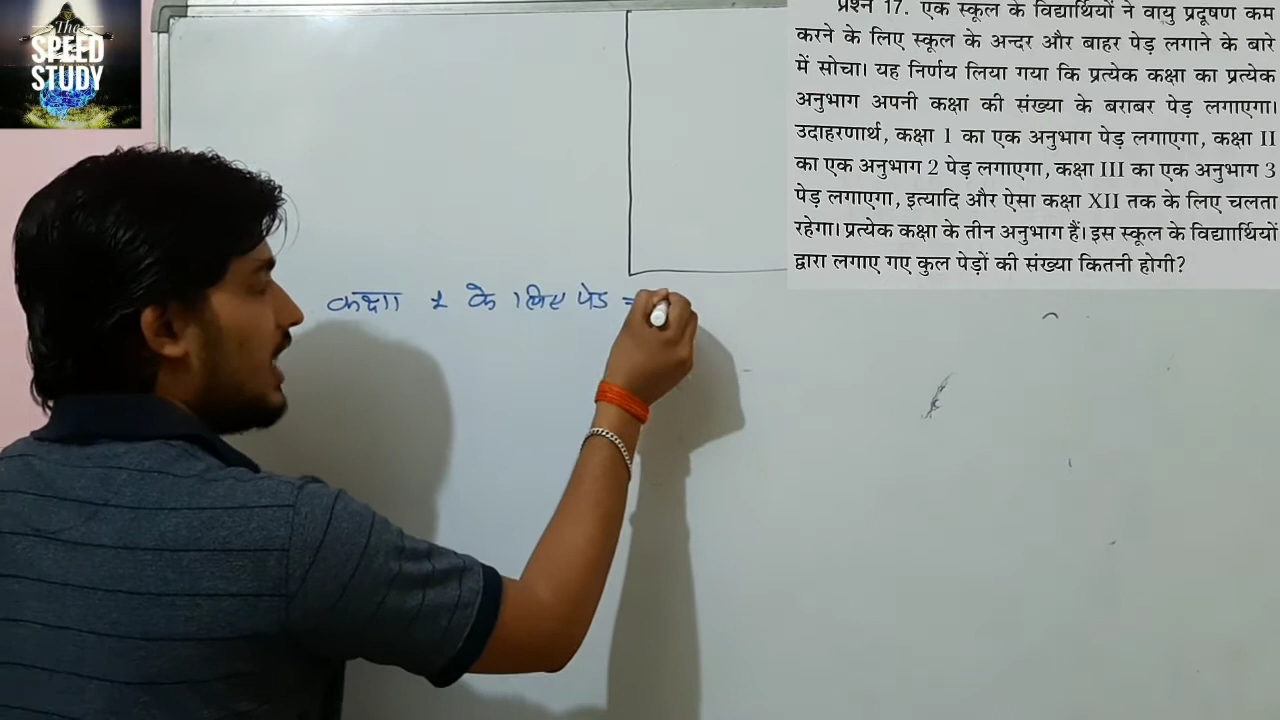 The
SPEED
STUDY
प्रश्न 17. एक स्कूल के विद्यार्थियों ने वायु प्रदूषण कम
करने के लिए स्कूल के अन्दर और बाहर पेड़ लगाने के बारे
में सोचा। यह निर्णय लिया गया कि प्रत्येक कक्षा का प्रत्येक
अनुभाग अपनी कक्षा की संख्या के बराबर पेड़ लगाएगा।
उदाहरणार्थ, कक्षा 1 का एक अनुभाग पेड़ लगाएगा, कक्षा II
का एक अनुभाग 2 पेड़ लगाएगा, कक्षा III का एक अनुभाग 3
पेड़ लगाएगा, इत्यादि और ऐसा कक्षा XII तक के लिए चलता
रहेगा। प्रत्येक कक्षा के तीन अनुभाग हैं। इस स्कूल के विद्याार्थियों
द्वारा लगाए गए कुल पेड़ों की संख्या कितनी होगी?
कक्षा 1 के लिए पेड =